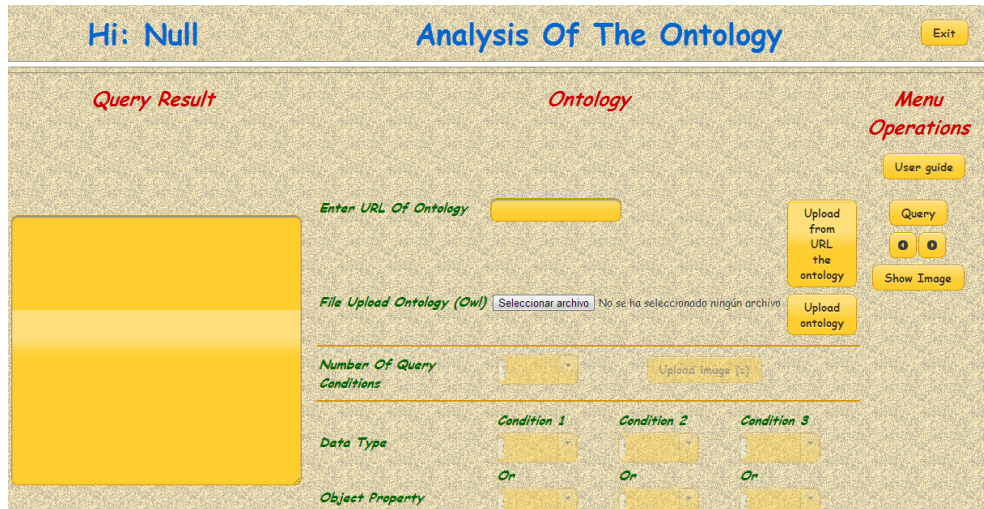 Hi: Null
Analysis Of The Ontology
Exit
Query Result
Ontology
Menu
Operations
User guide
Enter URL Of Ontology
Upload
from
URL
the
ontology
Query
Show Image
File Upload Ontology (Owl)
Seleccionar archivo
No se ha seleccionado ningún archivo
Upload
ontology
Number Of Query
Conditions
Upload Image (s)
Condition 1
Condition 2
Condition 3
Data Type
Or
Or
Or
Object Property